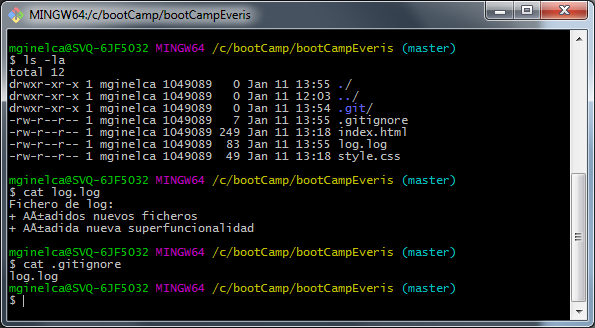 MINGW64:/c/bootCamp/bootCampEveris
mginelca@SVQ-6JF5032 MINGW64 /c/bootCamp/bootCampEveris (master)
$ ls -la
total 12
drwxr-xr-x 1 mginelca 1049089   0 Jan 11 13:55 ./
drwxr-xr-x 1 mginelca 1049089   0 Jan 11 12:03 ../
drwxr-xr-x 1 mginelca 1049089   0 Jan 11 13:54 .git/
-rw-r--r-- 1 mginelca 1049089   7 Jan 11 13:55 .gitignore
-rw-r--r-- 1 mginelca 1049089 249 Jan 11 13:18 index.html
-rw-r--r-- 1 mginelca 1049089  83 Jan 11 13:55 log.log
-rw-r--r-- 1 mginelca 1049089  49 Jan 11 13:18 style.css
mginelca@SVQ-6JF5032 MINGW64 /c/bootCamp/bootCampEveris (master)
$ cat log.log
Fichero de log:
+ AÃ±adidos nuevos ficheros
+ AÃ±adida nueva superfuncionalidad
mginelca@SVQ-6JF5032 MINGW64 /c/bootCamp/bootCampEveris (master)
$ cat .gitignore
log.log
mginelca@SVQ-6JF5032 MINGW64 /c/bootCamp/bootCampEveris (master)
$